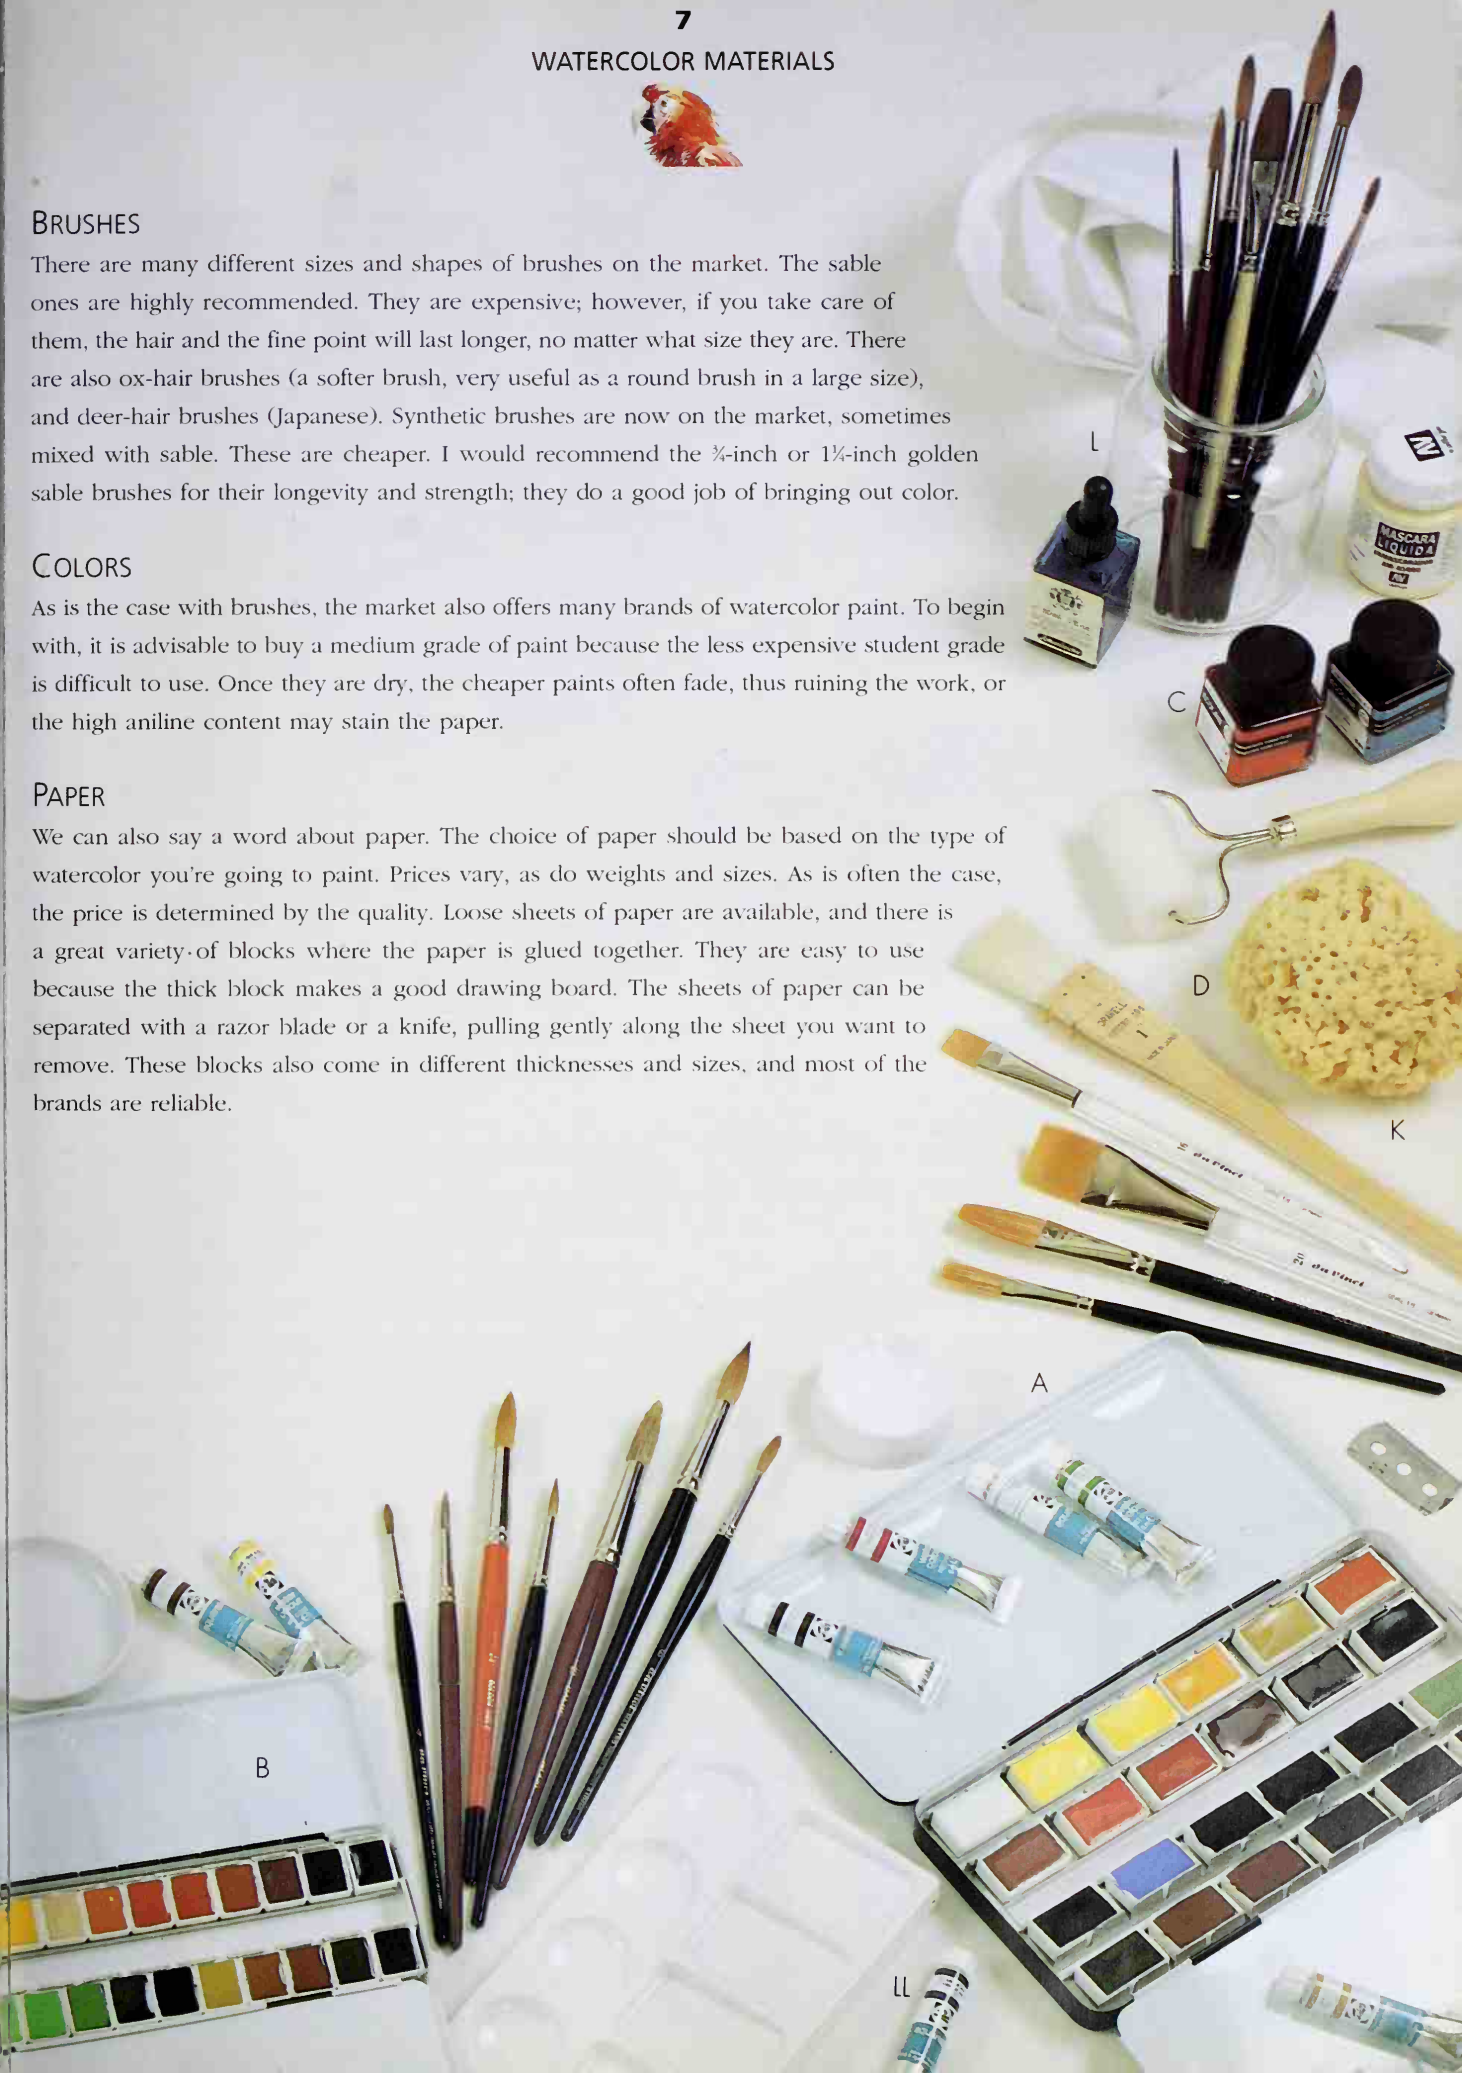 7
WATERCOLOR MATERIALS
BRUSHES
There are many different sizes and shapes of brushes on the market. The sable
ones are highly recommended. They are expensive; however, if you take care of
them, the hair and the fine point will last longer, no matter what size they are. There
are also ox-hair brushes (a softer brush, very useful as a round brush in a large size),
and deer-hair brushes (Japanese). Synthetic brushes are now on the market, sometimes
mixed with sable. These are cheaper. I would recommend the ¾-inch or 1¼-inch golden
sable brushes for their longevity and strength; they do a good job of bringing out color.
COLORS
As is the case with brushes, the market also offers many brands of watercolor paint. To begin
with, it is advisable to buy a medium grade of paint because the less expensive student grade
is difficult to use. Once they are dry, the cheaper paints often fade, thus ruining the work, or
the high aniline content may stain the paper.
PAPER
We can also say a word about paper. The choice of paper should be based on the type of
watercolor you're going to paint. Prices vary, as do weights and sizes. As is often the case,
the price is determined by the quality. Loose sheets of paper are available, and there is
a great variety of blocks where the paper is glued together. They are easy to use
because the thick block makes a good drawing board. The sheets of paper can be
separated with a razor blade or a knife, pulling gently along the sheet you want to
remove. These blocks also come in different thicknesses and sizes, and most of the
brands are reliable.
L
MASCARA
LIQUIDA
C
D
1
K
16 da Vinci
20 da Vinci
A
B
LL